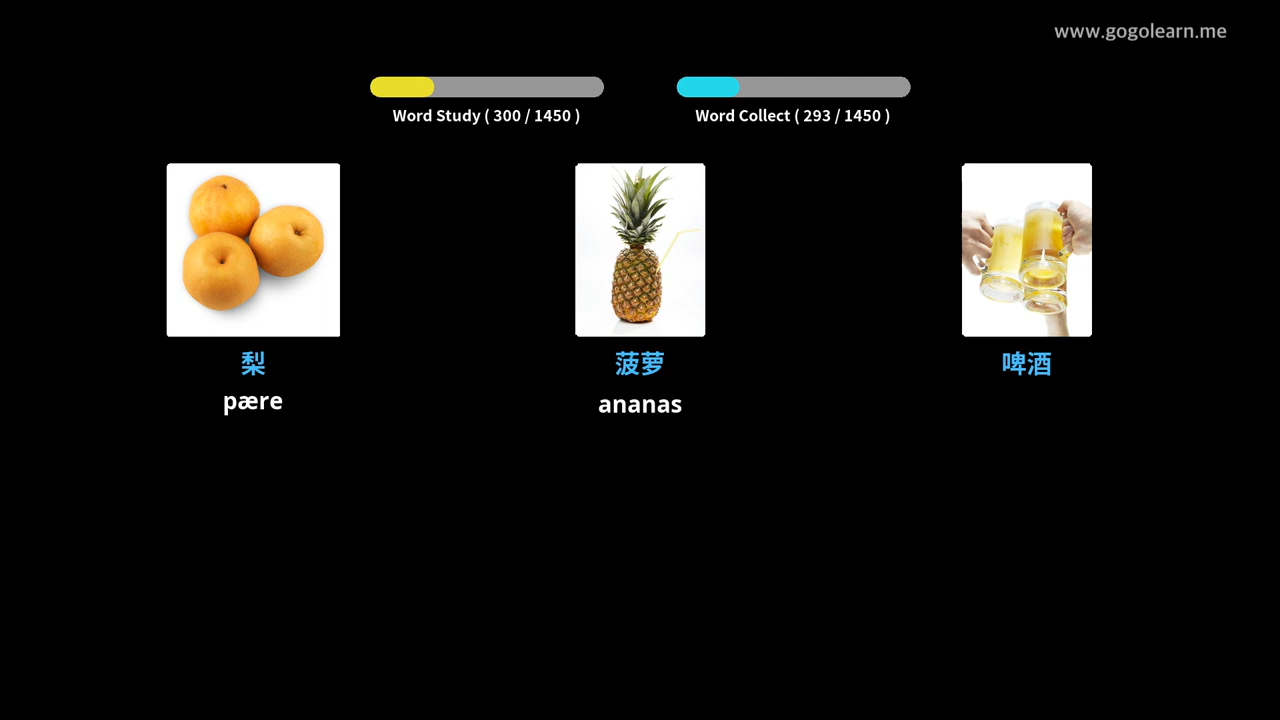 www.gogolearn.me
Word Study ( 300 / 1450 )
Word Collect ( 293 / 1450 )
梨
pære
菠萝
ananas
啤酒